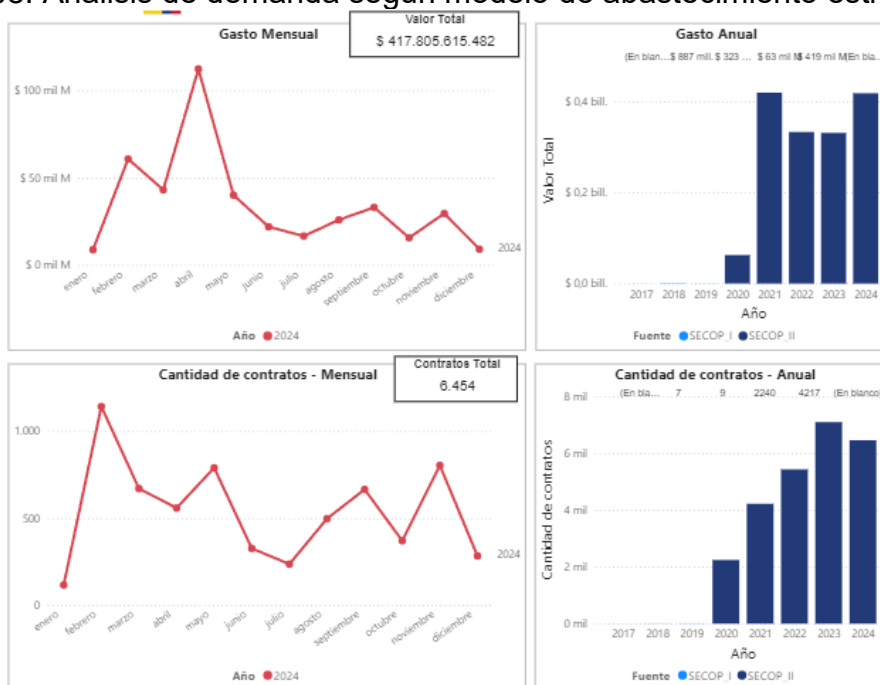 Análisis de demanda según modelo de abastecimiento
Gasto Mensual
Valor Total
$ 417.805.615.482
$ 100 mil M
$ 50 mil M
$ 0 mil M
2024
enero febrero marzo abril mayo junio julio agosto septiembre octubre noviembre diciembre
Año 2024
Gasto Anual
(En blan... $ 887 mil. $ 323 ... $ 63 mil M $ 419 mil M (En bla...
Valor Total
$ 0,4 bill.
$ 0,2 bill.
$ 0,0 bill.
2017 2018 2019 2020 2021 2022 2023 2024
Año
Fuente SECOP_I SECOP_II
Cantidad de contratos - Mensual
Contratos Total
6.454
1.000
500
0
2024
enero febrero marzo abril mayo junio julio agosto septiembre octubre noviembre diciembre
Año 2024
Cantidad de contratos - Anual
(En bla... 7 9 2240 4217 (En blanco)
Cantidad de contratos
8 mil
6 mil
4 mil
2 mil
0 mil
2017 2018 2019 2020 2021 2022 2023 2024
Año
Fuente SECOP_I SECOP_II